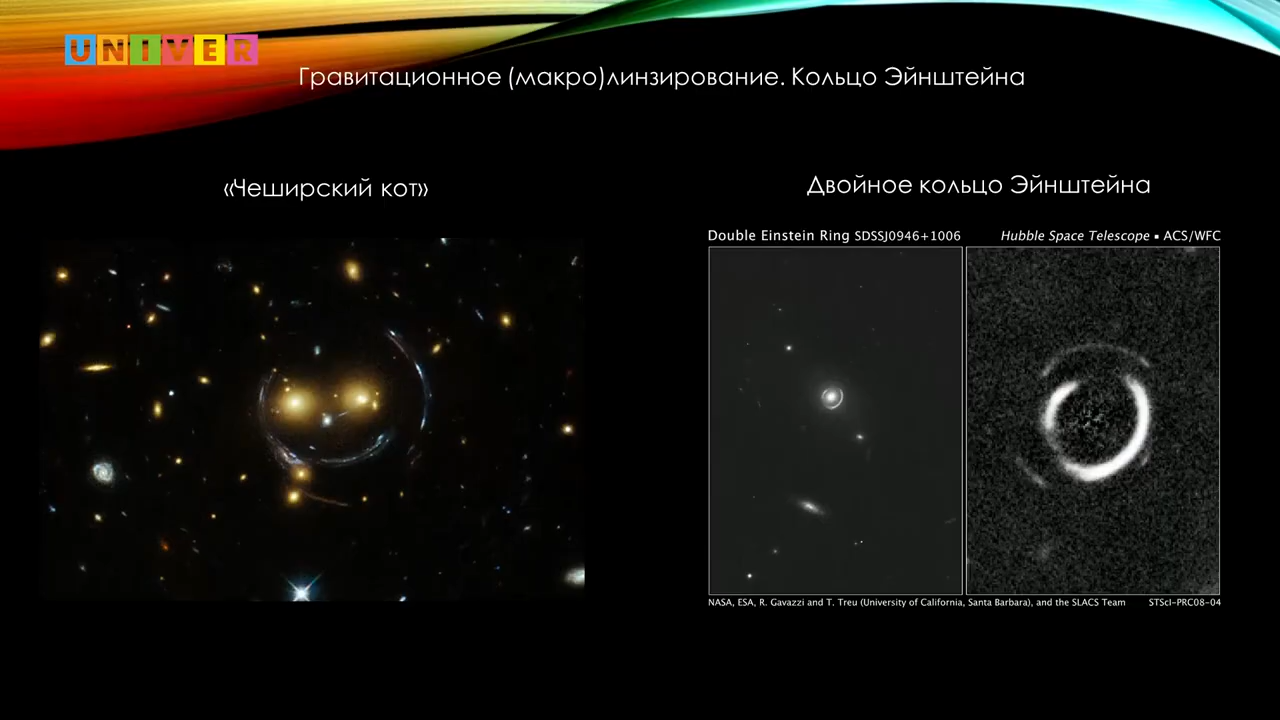 UNIVER
Гравитационное (макро)линзирование. Кольцо Эйнштейна
«Чеширский кот»
Двойное кольцо Эйнштейна
Double Einstein Ring SDSSJ0946+1006
Hubble Space Telescope ▪ ACS/WFC
NASA, ESA, R. Gavazzi and T. Treu (University of California, Santa Barbara), and the SLACS Team
STScI-PRC08-04